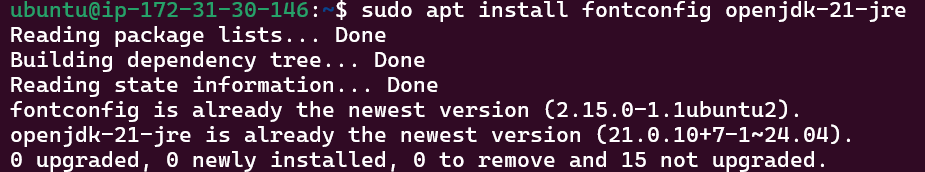 ubuntu@ip-172-31-30-146:~$ sudo apt install fontconfig openjdk-21-jre
Reading package lists... Done
Building dependency tree... Done
Reading state information... Done
fontconfig is already the newest version (2.15.0-1.1ubuntu2).
openjdk-21-jre is already the newest version (21.0.10+7-1~24.04).
0 upgraded, 0 newly installed, 0 to remove and 15 not upgraded.